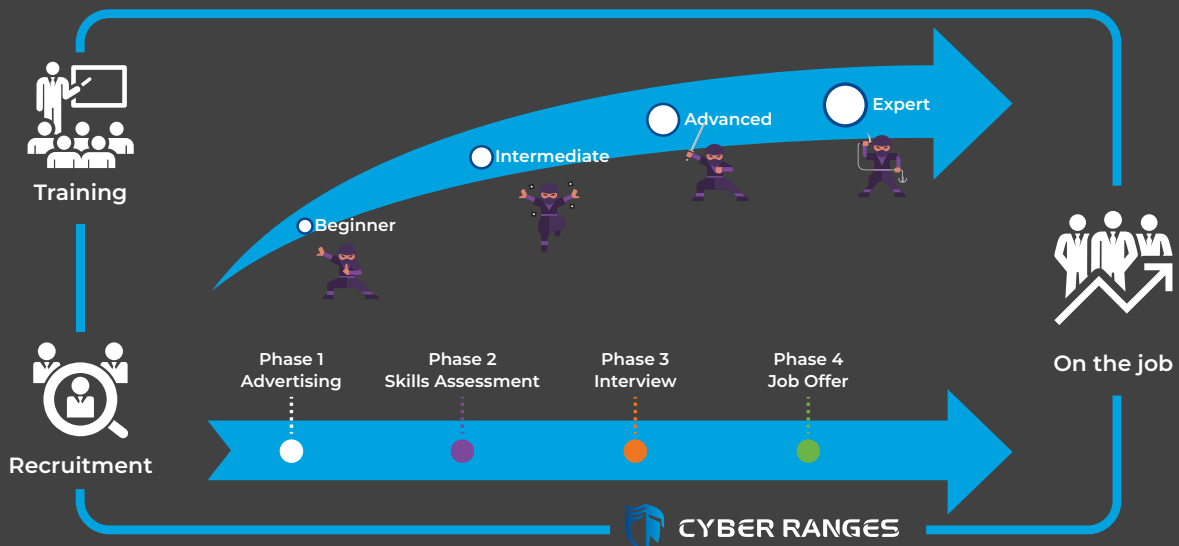 Expert
Advanced
Intermediate
Training
Beginner
Phase 1
Advertising
Phase 2
Skills Assessment
Phase 3
Interview
Phase 4
Job Offer
On the job
Recruitment
CYBER RANGES